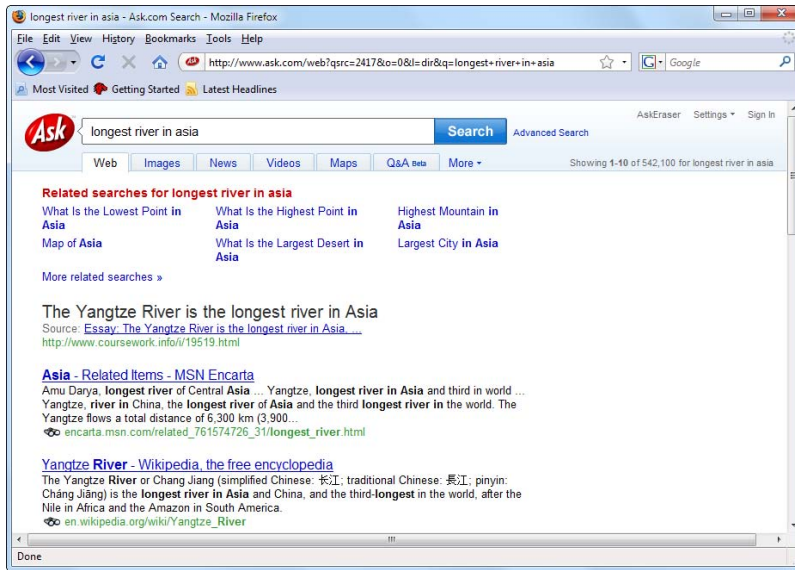 longest river in asia - Ask.com Search - Mozilla Firefox
File Edit View History Bookmarks Tools Help
http://www.ask.com/web?qsrc=2417&o=0&l=dir&q=longest+river+in+asia
G Google
Most Visited Getting Started Latest Headlines
AskEraser Settings Sign In
Ask longest river in asia Search Advanced Search
Web Images News Videos Maps Q&A Beta More Showing 1-10 of 542,100 for longest river in asia
Related searches for longest river in asia
What Is the Lowest Point in Asia
What Is the Highest Point in Asia
Highest Mountain in Asia
Map of Asia
What Is the Largest Desert in Asia
Largest City in Asia
More related searches »
The Yangtze River is the longest river in Asia
Source: Essay: The Yangtze River is the longest river in Asia. ...
http://www.coursework.info/i/19519.html
Asia - Related Items - MSN Encarta
Amu Darya, longest river of Central Asia ... Yangtze, longest river in Asia and third in world ...
Yangtze, river in China, the longest river of Asia and the third longest river in the world. The
Yangtze flows a total distance of 6,300 km (3,900...
encarta.msn.com/related_761574726_31/longest_river.html
Yangtze River - Wikipedia, the free encyclopedia
The Yangtze River or Chang Jiang (simplified Chinese: 长江; traditional Chinese: 長江; pinyin:
Cháng Jiāng) is the longest river in Asia and China, and the third-longest in the world, after the
Nile in Africa and the Amazon in South America.
en.wikipedia.org/wiki/Yangtze_River
Done